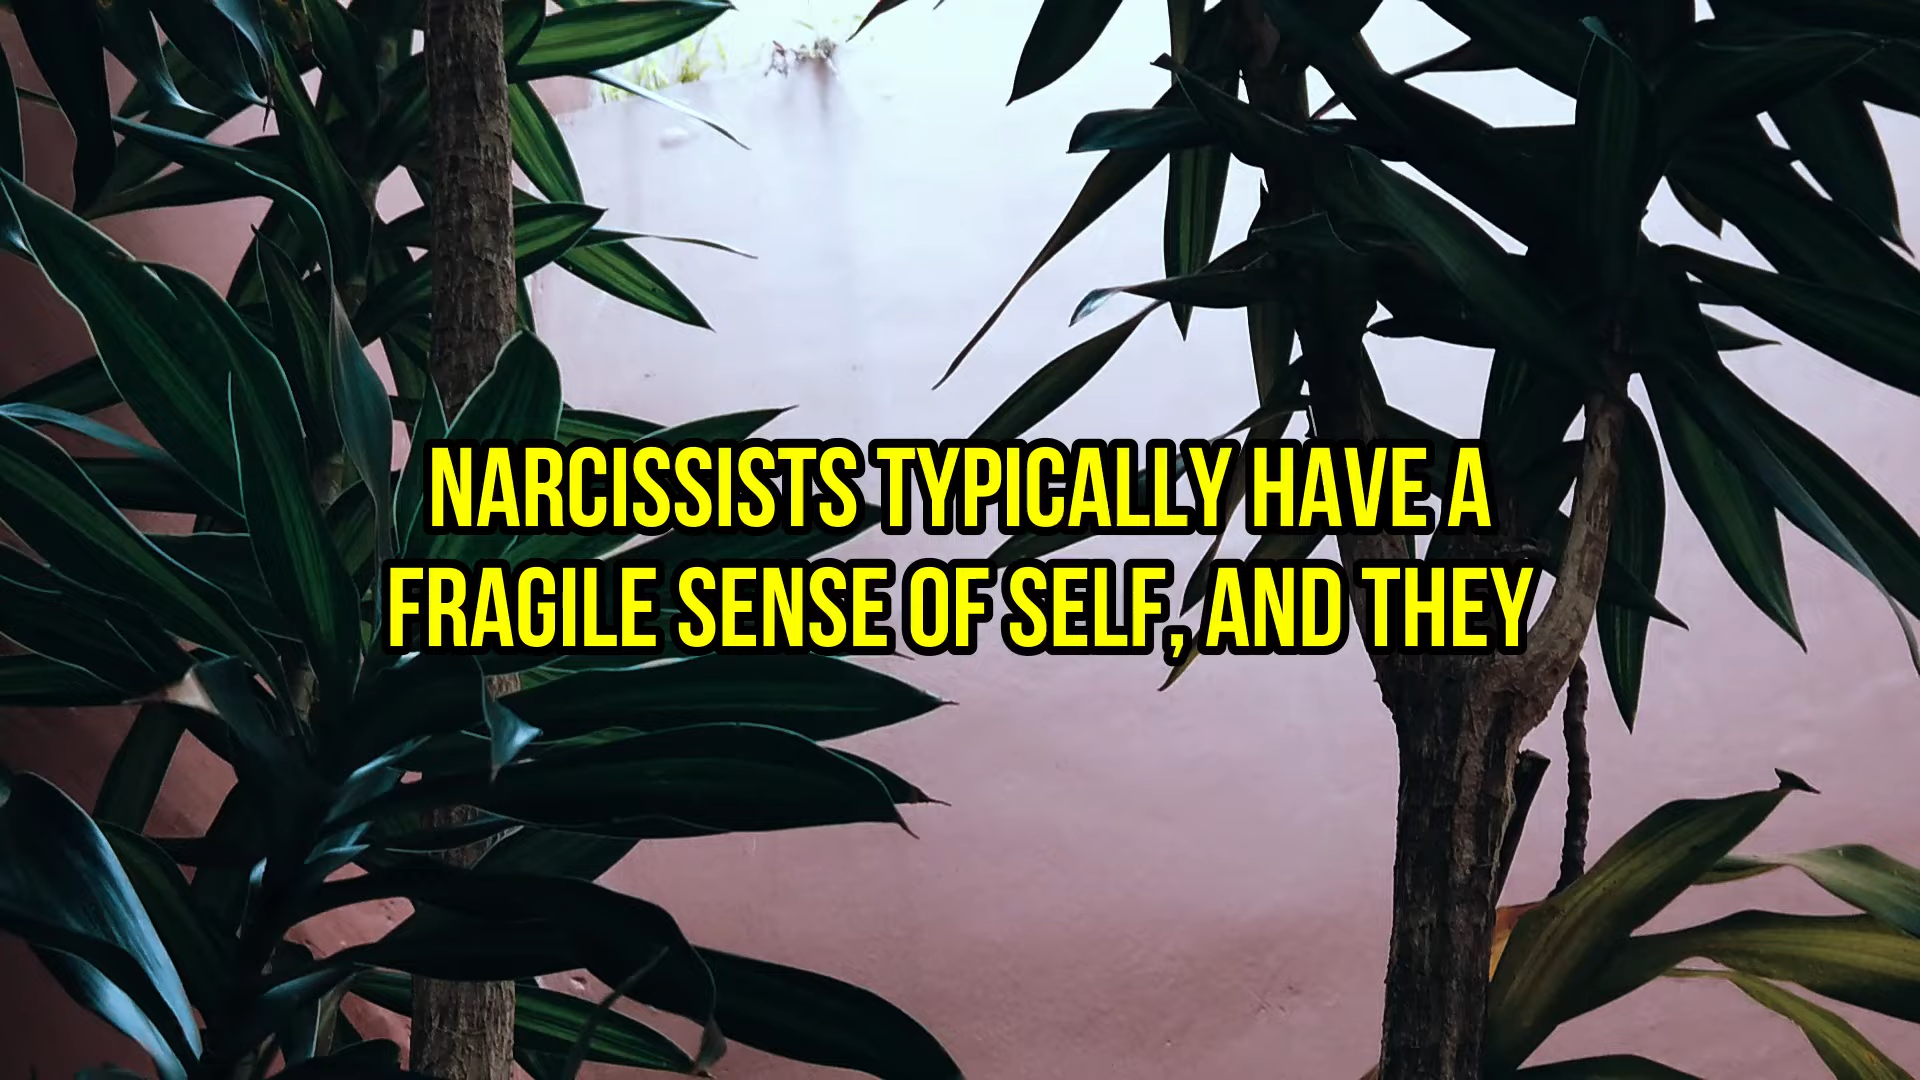 NARCISSISTS TYPICALLY HAVE A
FRAGILE SENSE OF SELF, AND THEY